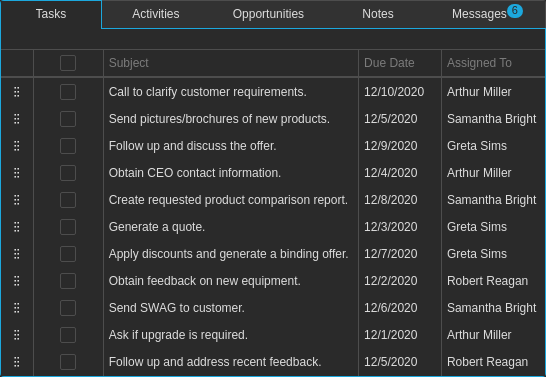 Tasks Activities Opportunities Notes Messages 6
Subject Due Date Assigned To
Call to clarify customer requirements. 12/10/2020 Arthur Miller
Send pictures/brochures of new products. 12/5/2020 Samantha Bright
Follow up and discuss the offer. 12/9/2020 Greta Sims
Obtain CEO contact information. 12/4/2020 Arthur Miller
Create requested product comparison report. 12/8/2020 Samantha Bright
Generate a quote. 12/3/2020 Greta Sims
Apply discounts and generate a binding offer. 12/7/2020 Greta Sims
Obtain feedback on new equipment. 12/2/2020 Robert Reagan
Send SWAG to customer. 12/6/2020 Samantha Bright
Ask if upgrade is required. 12/1/2020 Arthur Miller
Follow up and address recent feedback. 12/5/2020 Robert Reagan